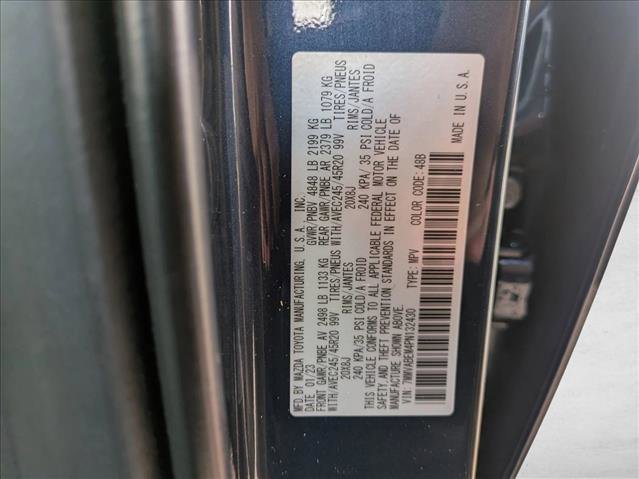 MFD.BY MAZDA TOYOTA MANUFACTURING, U.S.A., INC.
DATE 01/23 GVWR/PNBV 4848 LB 2199 KG
FRONT GAWR/PNBE AV 2498 LB 1133 KG REAR GAWR/PNBE AR 2379 LB 1079 KG
WITH/AVEC245/45R20 99V TIRES/PNEUS WITH/AVEC245/45R20 99V TIRES/PNEUS
20X8J RIMS/JANTES 20X8J RIMS/JANTES
240 KPA/35 PSI COLD/A FROID 240 KPA/ 35 PSI COLD/A FROID
THIS VEHICLE CONFORMS TO ALL APPLICABLE FEDERAL MOTOR VEHICLE
SAFETY AND THEFT PREVENTION STANDARDS IN EFFECT ON THE DATE OF
MANUFACTURE SHOWN ABOVE.
VIN: 7MMVABEM4PN132430 TYPE: MPV COLOR CODE: 48B
MADE IN U.S.A.